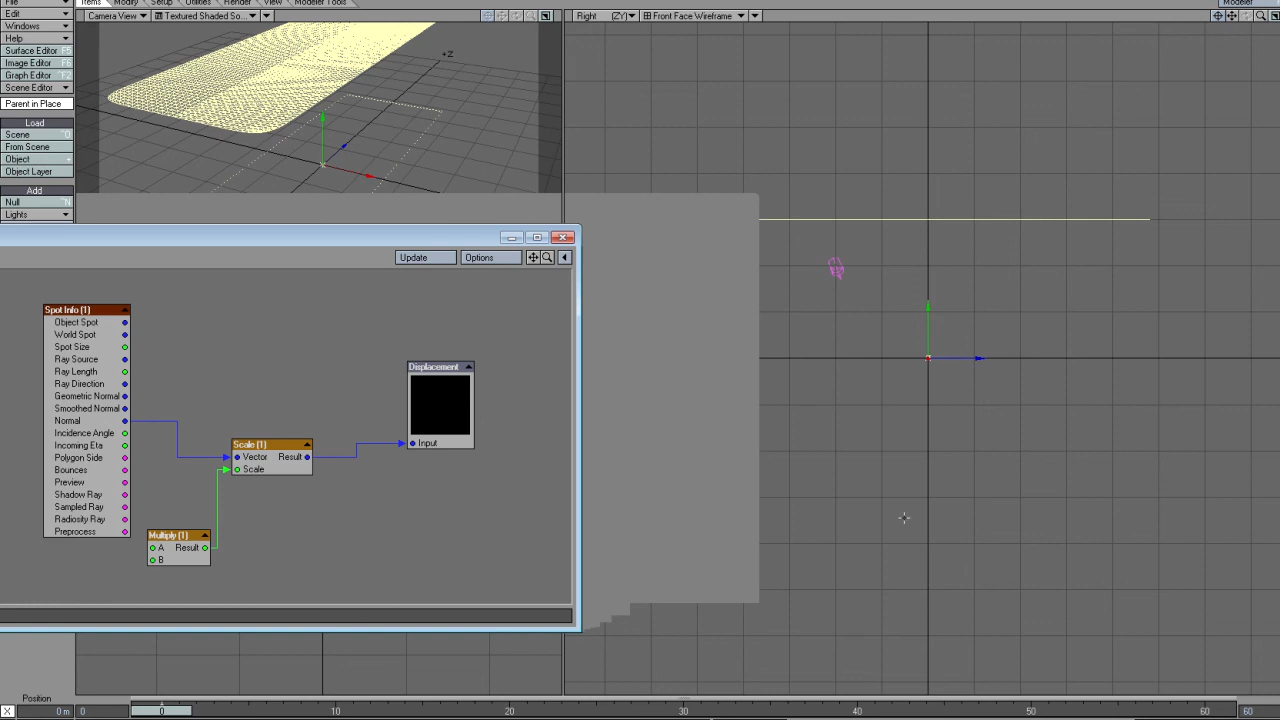 File
Edit
Windows
Help
Surface Editor F5
Image Editor F6
Graph Editor ^F2
Scene Editor
Parent in Place
Load
Scene ^O
From Scene
Object +
Object Layer
Add
Null ^N
Lights
Items Modify Setup Utilities Render View Modeler Tools
Modeler
Camera View Textured Shaded So...
Right (ZY) Front Face Wireframe
+Z
Update Options
Spot Info (1)
Object Spot
World Spot
Spot Size
Ray Source
Ray Length
Ray Direction
Geometric Normal
Smoothed Normal
Normal
Incidence Angle
Incoming Eta
Polygon Side
Bounces
Preview
Shadow Ray
Sampled Ray
Radiosity Ray
Preprocess
Scale (1)
Vector Result
Scale
Multiply (1)
A Result
B
Displacement
Input
Position
X 0 m 0 0 10 20 30 40 50 60 60